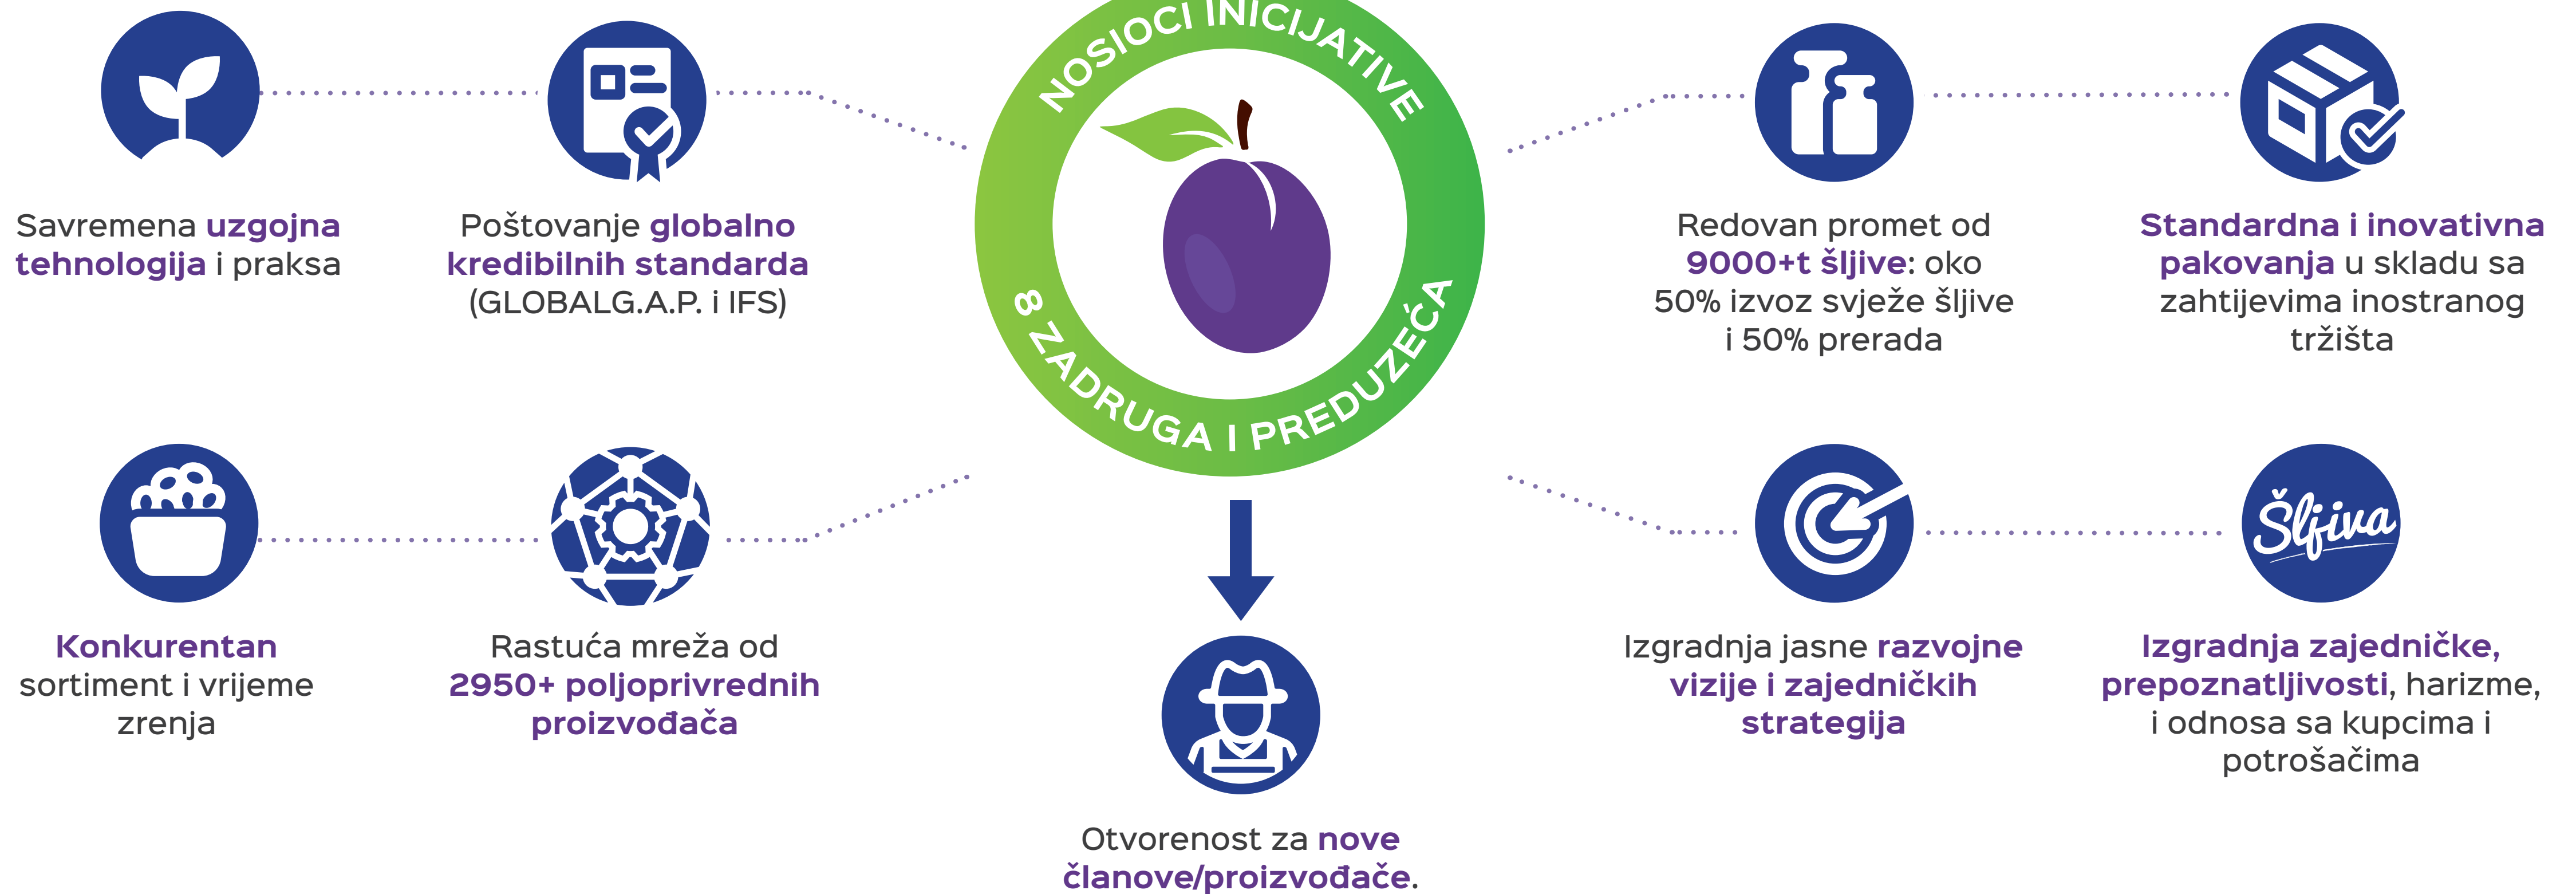 NOSIOCI INICIJATIVE
8 ZADRUGA I PREDUZEĆA
Savremena uzgojna
tehnologija i praksa
Poštovanje globalno
kredibilnih standarda
(GLOBALG.A.P. i IFS)
Redovan promet od
9000+t šljive: oko
50% izvoz svježe šljive
i 50% prerada
Standardna i inovativna
pakovanja u skladu sa
zahtijevima inostranog
tržišta
Konkurentan
sortiment i vrijeme
zrenja
Rastuća mreža od
2950+ poljoprivrednih
proizvođača
Izgradnja jasne razvojne
vizije i zajedničkih
strategija
Šljiva
Izgradnja zajedničke,
prepoznatljivosti, harizme,
i odnosa sa kupcima i
potrošačima
Otvorenost za nove
članove/proizvođače.